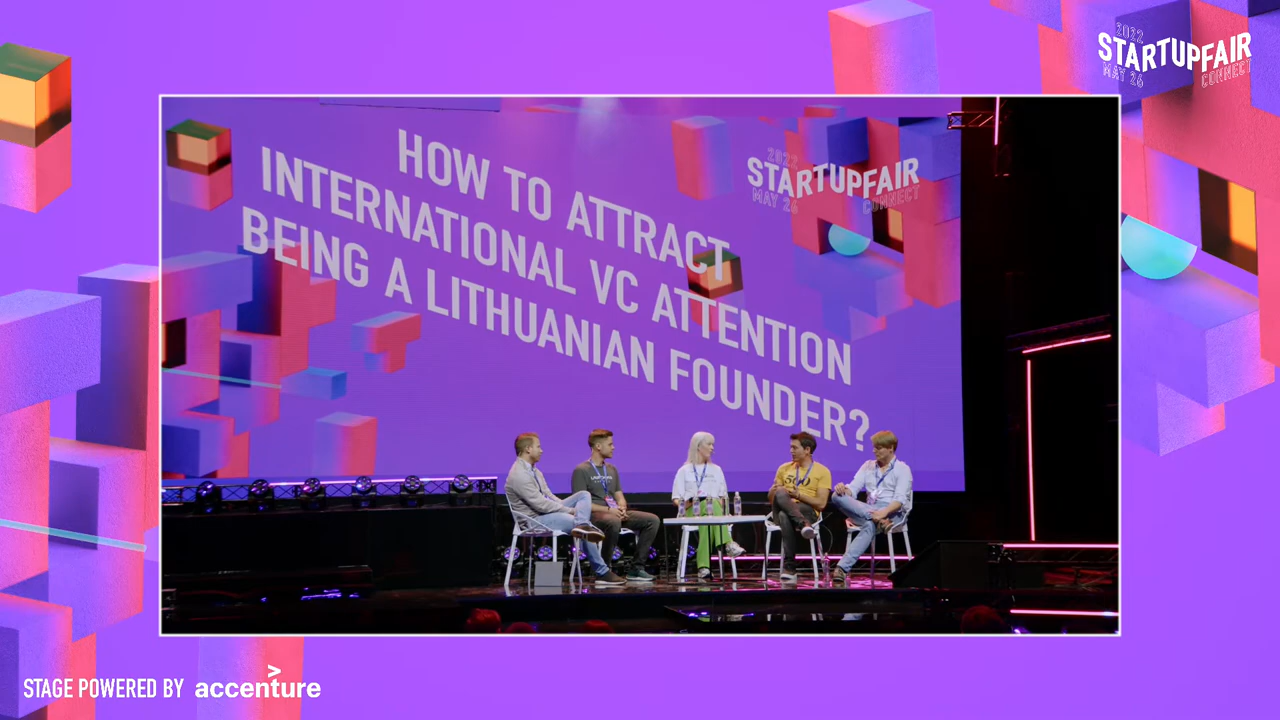 2022
STARTUPFAIR
MAY 26
CONNECT
HOW TO ATTRACT
INTERNATIONAL VC ATTENTION
BEING A LITHUANIAN FOUNDER?
2022
STARTUPFAIR
MAY 26
CONNECT
500
STAGE POWERED BY accenture